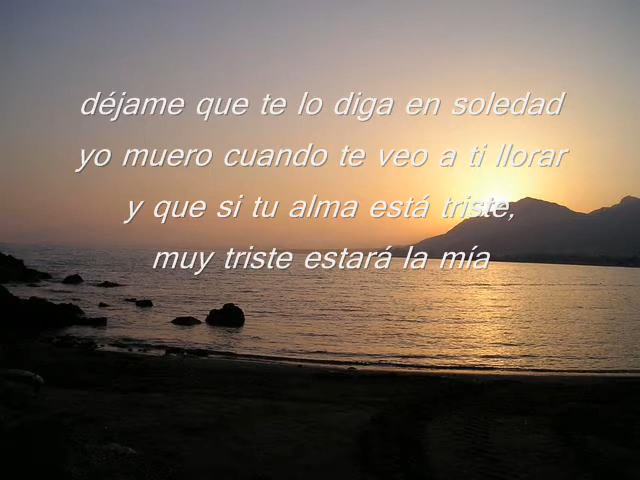 déjame que te lo diga en soledad
yo muero cuando te veo a ti llorar
y que si tu alma está triste,
muy triste estará la mía